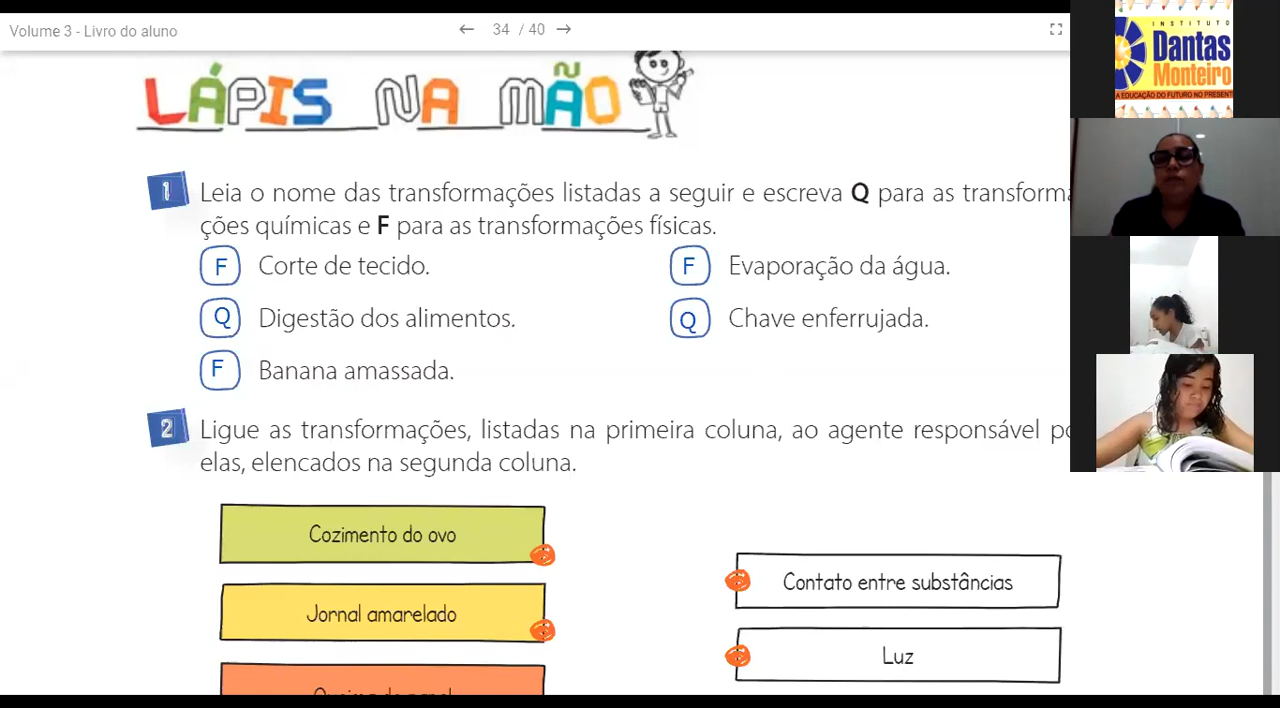 Volume 3 - Livro do aluno
← 34 / 40 →
LÁPIS NA MÃO
1 Leia o nome das transformações listadas a seguir e escreva Q para as transforma
ções químicas e F para as transformações físicas.
F Corte de tecido.
F Evaporação da água.
Q Digestão dos alimentos.
Q Chave enferrujada.
F Banana amassada.
2 Ligue as transformações, listadas na primeira coluna, ao agente responsável po
elas, elencados na segunda coluna.
Cozimento do ovo
Contato entre substâncias
Jornal amarelado
Luz
INSTITUTO
Dantas
Monteiro
A EDUCAÇÃO DO FUTURO NO PRESENT